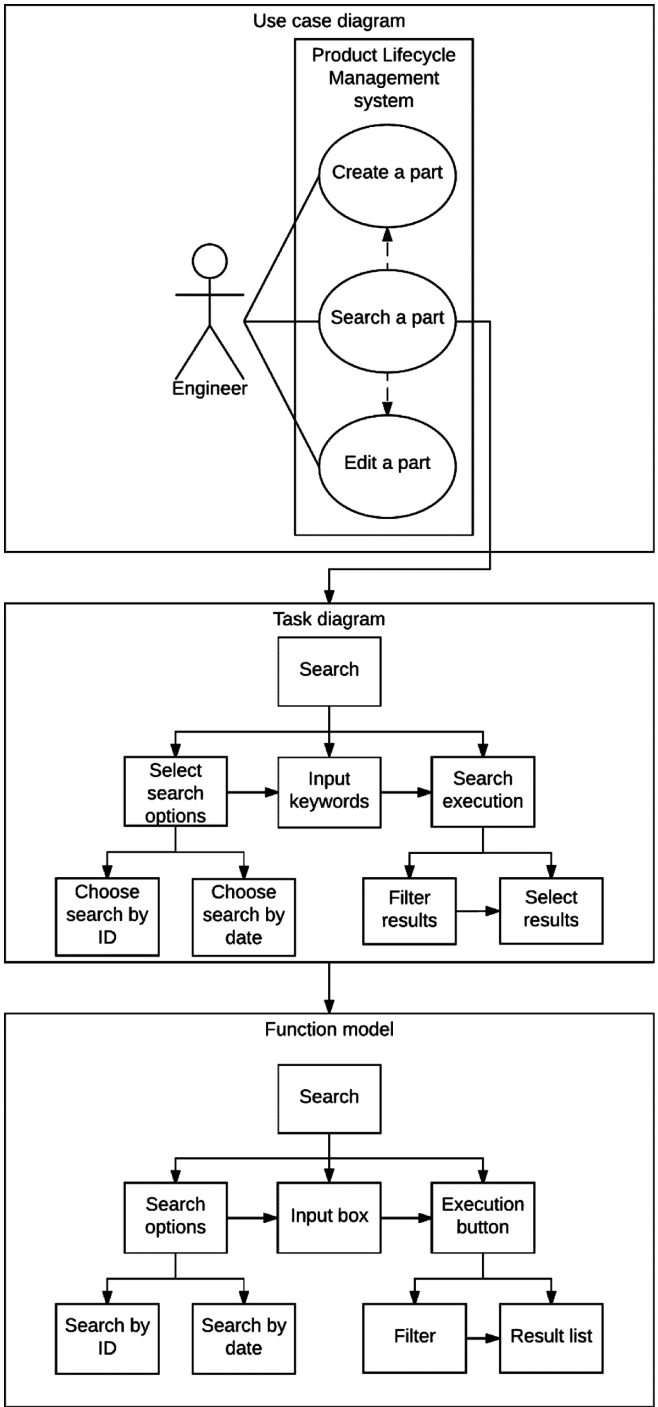 Use case diagram
Product Lifecycle
Management
system
Create a part
Search a part
Engineer
Edit a part
Task diagram
Search
Select
search
options
Input
keywords
Search
execution
Choose
search by
ID
Choose
search by
date
Filter
results
Select
results
Function model
Search
Search
options
Input box
Execution
button
Search by
ID
Search by
date
Filter
Result list